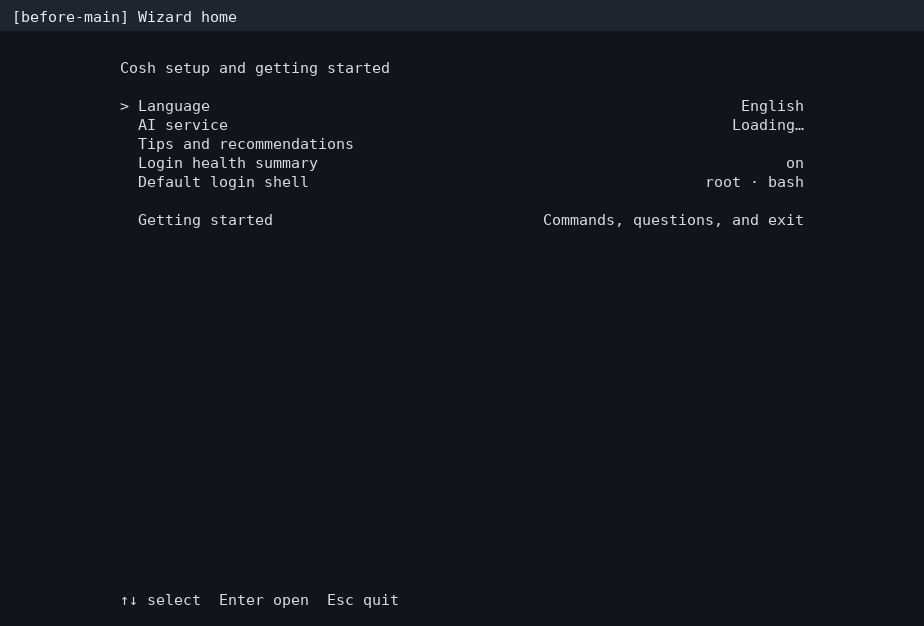 [before-main] Wizard home
Cosh setup and getting started
> Language English
AI service Loading…
Tips and recommendations
Login health summary on
Default login shell root · bash
Getting started Commands, questions, and exit
↑↓ select Enter open Esc quit